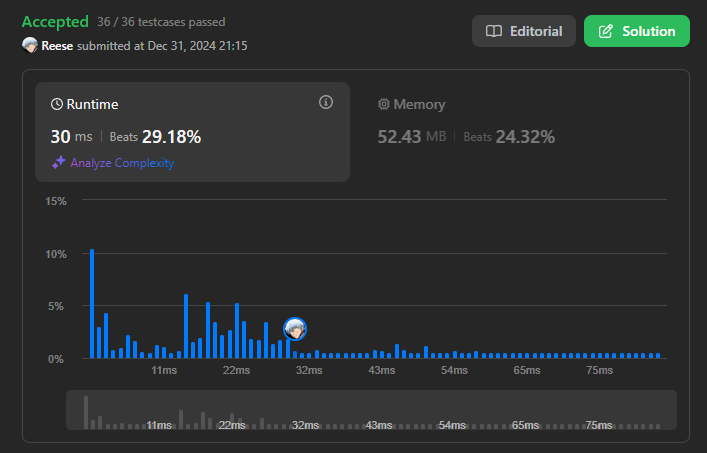 Accepted 36 / 36 testcases passed
Editorial
Solution
Reese submitted at Dec 31, 2024 21:15
Runtime
30 ms | Beats 29.18%
Analyze Complexity
Memory
52.43 MB | Beats 24.32%
15%
10%
5%
0%
11ms 22ms 32ms 43ms 54ms 65ms 75ms
11ms 22ms 32ms 43ms 54ms 65ms 75ms